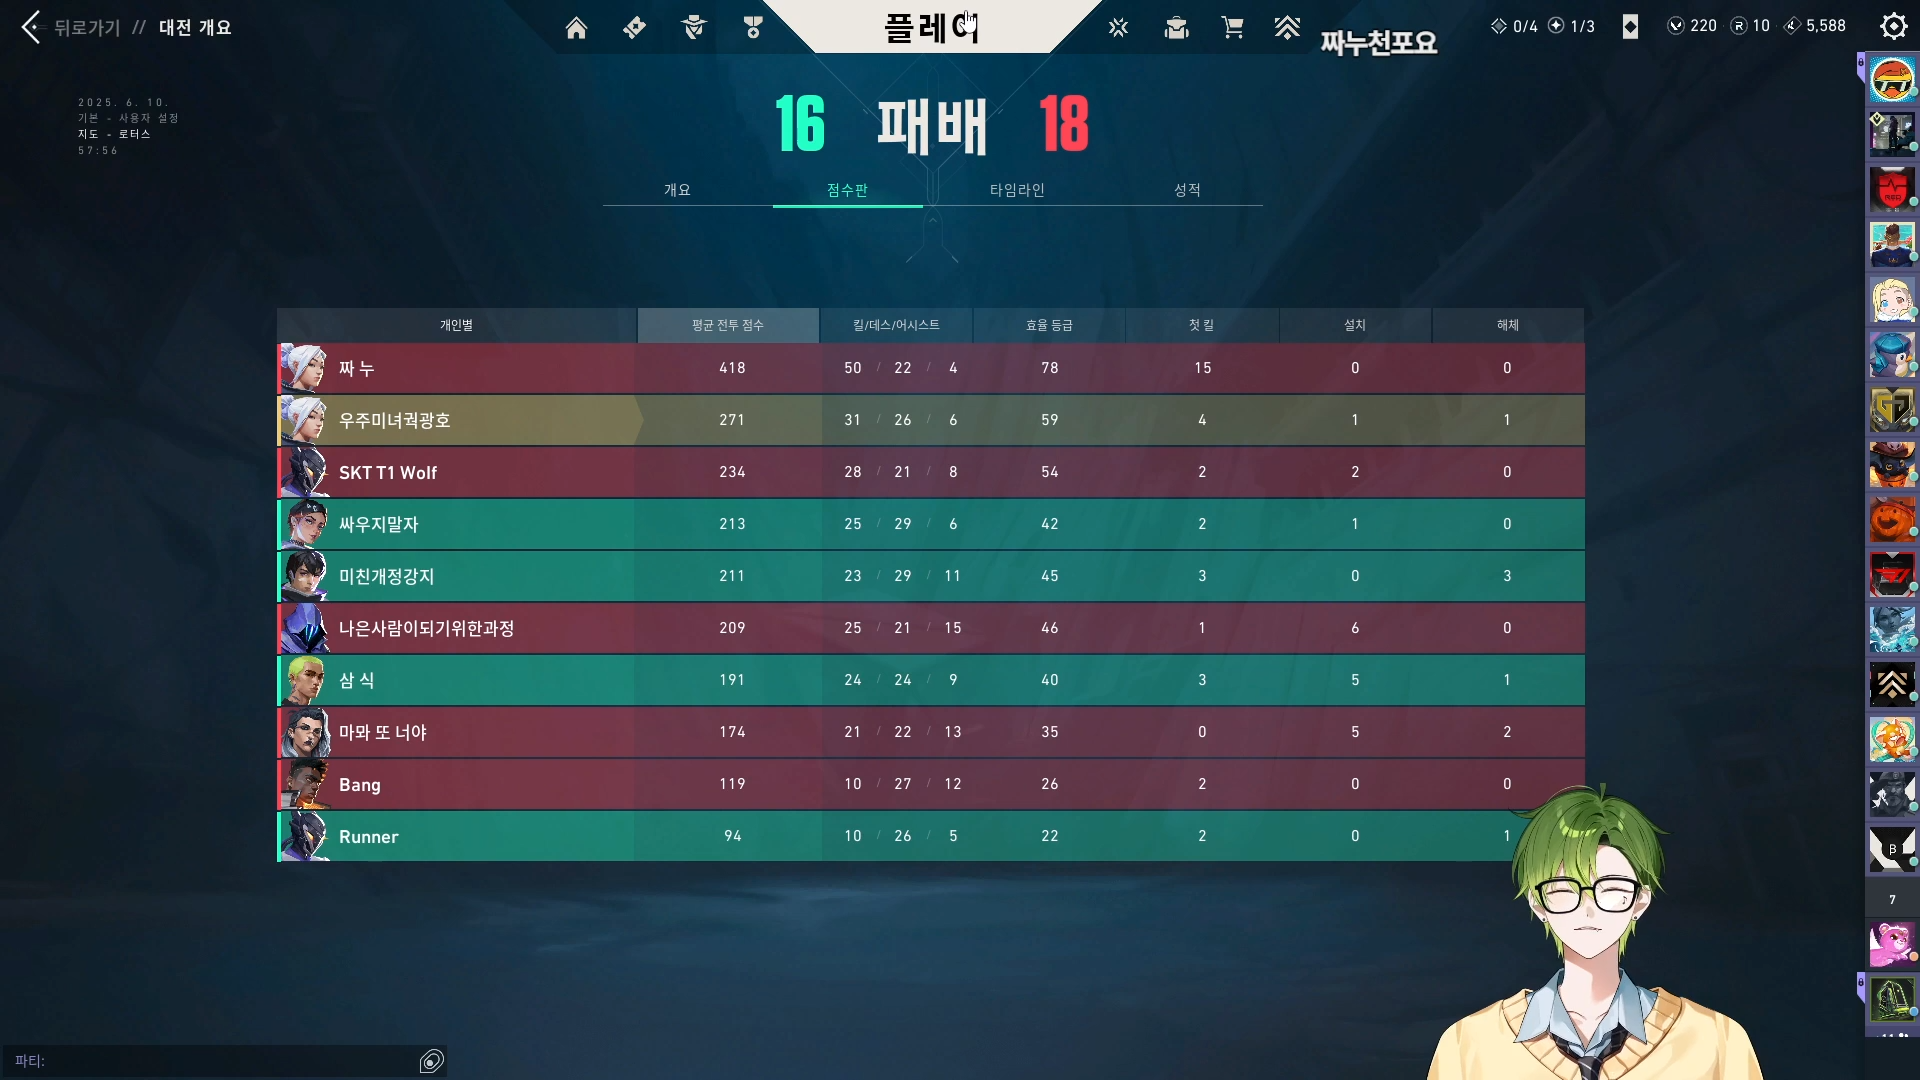 뒤로가기 // 대전 개요
플레이
짜누천포요
0/4 1/3 220 10 5,588
2025. 6. 10.
기본 - 사용자 설정
지도 - 로터스
57:56
16 패배 18
개요 점수판 타임라인 성적
개인별 평균 전투 점수 킬/데스/어시스트 효율 등급 첫 킬 설치 해체
짜 누 418 50 / 22 / 4 78 15 0 0
우주미녀궉광호 271 31 / 26 / 6 59 4 1 1
SKT T1 Wolf 234 28 / 21 / 8 54 2 2 0
싸우지말자 213 25 / 29 / 6 42 2 1 0
미친개정강지 211 23 / 29 / 11 45 3 0 3
나은사람이되기위한과정 209 25 / 21 / 15 46 1 6 0
삼 식 191 24 / 24 / 9 40 3 5 1
마꽈 또 너야 174 21 / 22 / 13 35 0 5 2
Bang 119 10 / 27 / 12 26 2 0 0
Runner 94 10 / 26 / 5 22 2 0 1
7
파티: